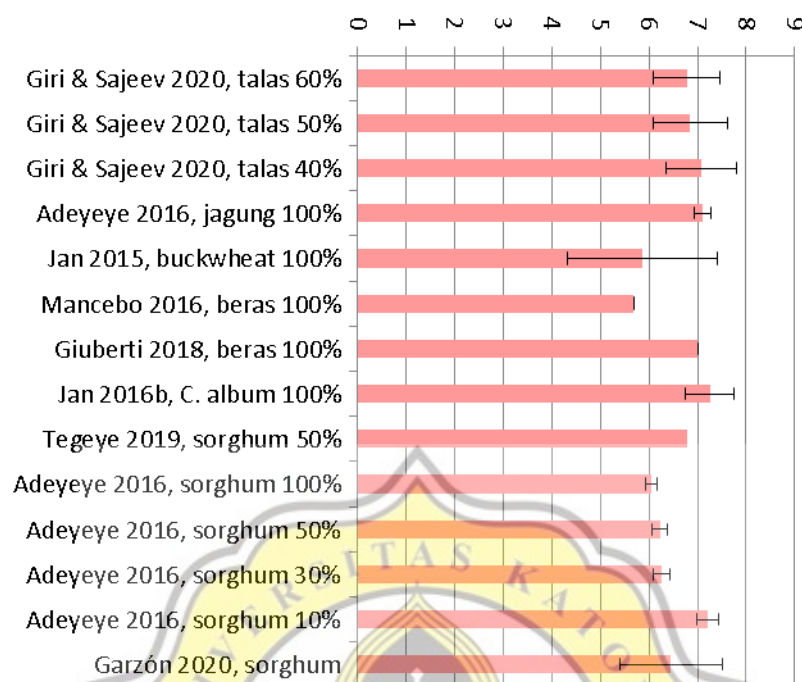 0 1 2 3 4 5 6 7 8 9
Giri & Sajeev 2020, talas 60%
Giri & Sajeev 2020, talas 50%
Giri & Sajeev 2020, talas 40%
Adeyeye 2016, jagung 100%
Jan 2015, buckwheat 100%
Mancebo 2016, beras 100%
Giuberti 2018, beras 100%
Jan 2016b, C. album 100%
Tegeye 2019, sorghum 50%
Adeyeye 2016, sorghum 100%
Adeyeye 2016, sorghum 50%
Adeyeye 2016, sorghum 30%
Adeyeye 2016, sorghum 10%
Garzón 2020, sorghum